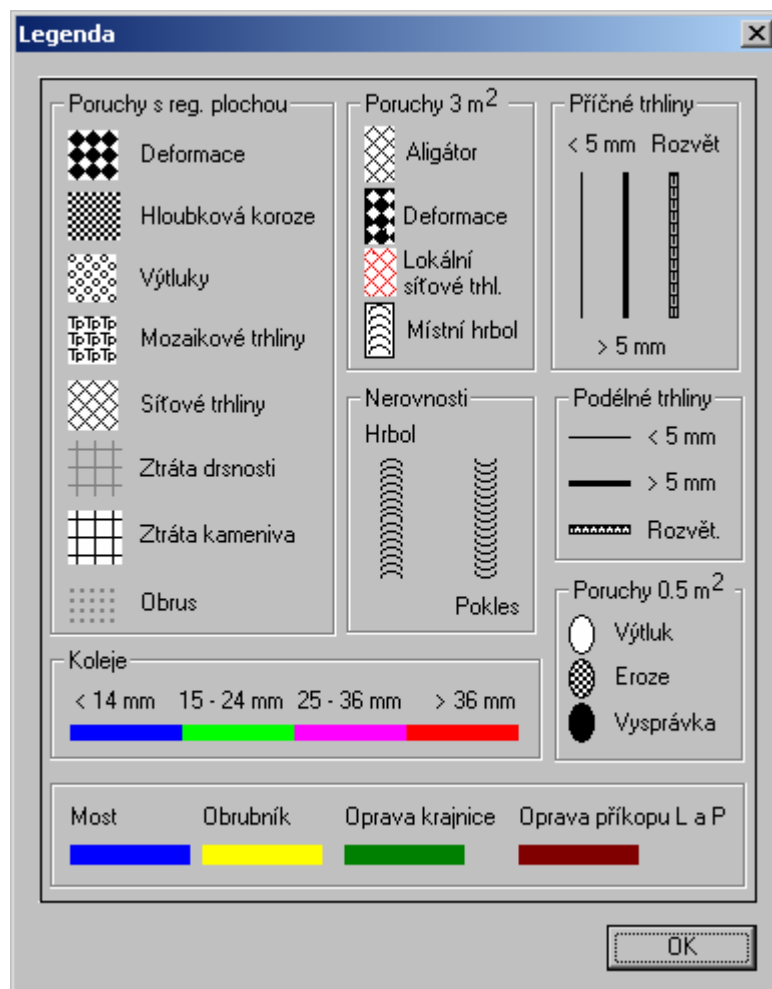 Legenda
Poruchy s reg. plochou
Deformace
Hloubková koroze
Výtluky
TpTpTp
TpTpTp
TpTpTp
Mozaikové trhliny
Síťové trhliny
Ztráta drsnosti
Ztráta kameniva
Obrus
Poruchy 3 m²
Aligátor
Deformace
Lokální
síťové trhl.
Místní hrbol
Příčné trhliny
< 5 mm Rozvět
> 5 mm
Nerovnosti
Hrbol
Pokles
Podélné trhliny
< 5 mm
> 5 mm
Rozvět.
Poruchy 0.5 m²
Výtluk
Eroze
Vysprávka
Koleje
< 14 mm 15 - 24 mm 25 - 36 mm > 36 mm
Most Obrubník Oprava krajnice Oprava příkopu L a P
OK